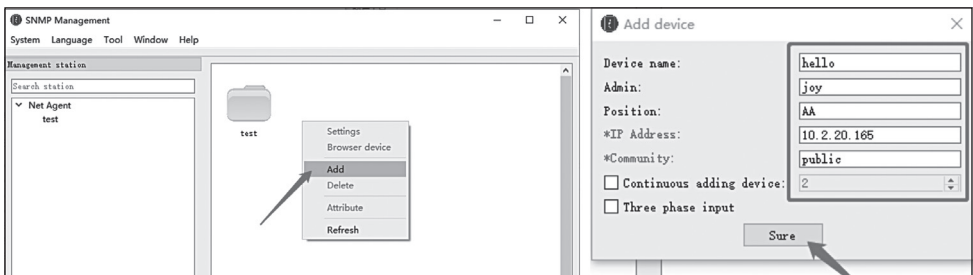 SNMP Management
System Language Tool Window Help
Management station
Search station
Net Agent
test
test
Settings
Browser device
Add
Delete
Attribute
Refresh
Add device
Device name: hello
Admin: joy
Position: AA
*IP Address: 10.2.20.165
*Community: public
Continuous adding device: 2
Three phase input
Sure